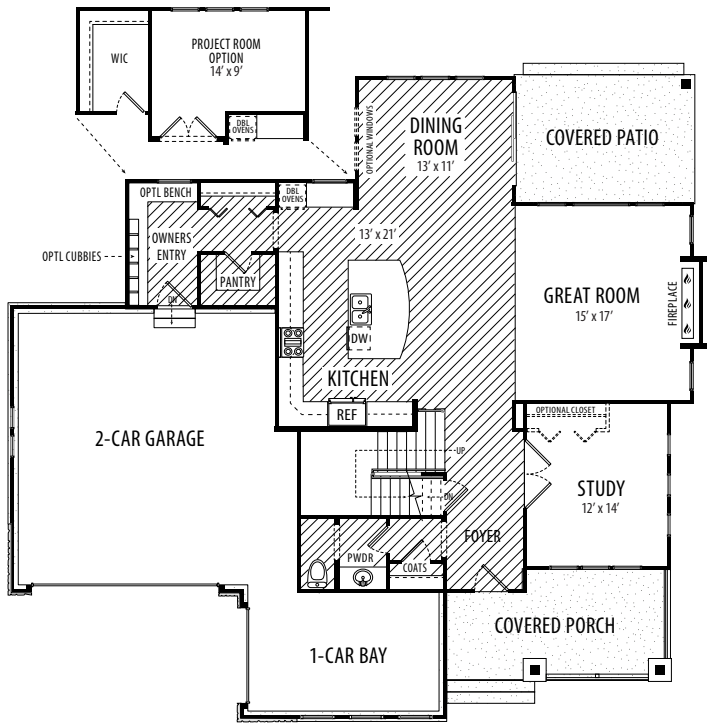 WIC
PROJECT ROOM
OPTION
14' x 9'
DBL
OVENS
OPTIONAL WINDOWS
DINING
ROOM
13' x 11'
COVERED PATIO
OPTL BENCH
DBL
OVENS
OWNERS
ENTRY
13' x 21'
OPTL CUBBIES
PANTRY
DN
GREAT ROOM
15' x 17'
FIREPLACE
DW
KITCHEN
REF
OPTIONAL CLOSET
2-CAR GARAGE
UP
STUDY
12' x 14'
DN
FOYER
PWDR
COATS
COVERED PORCH
1-CAR BAY